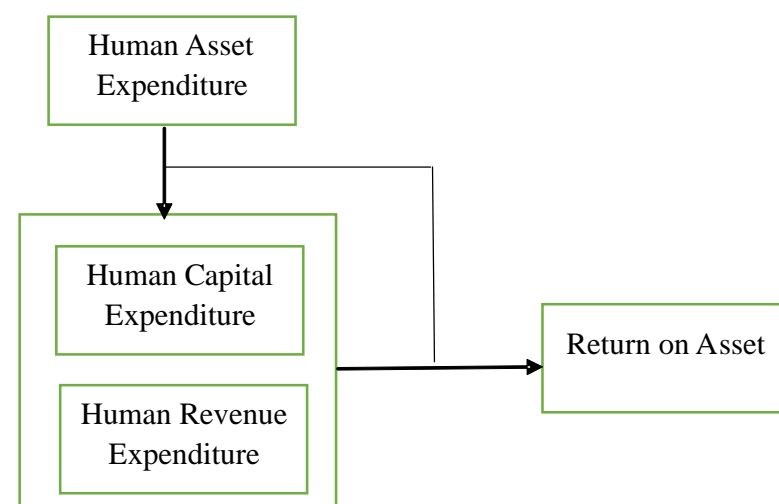 Human Asset
Expenditure
Human Capital
Expenditure
Return on Asset
Human Revenue
Expenditure